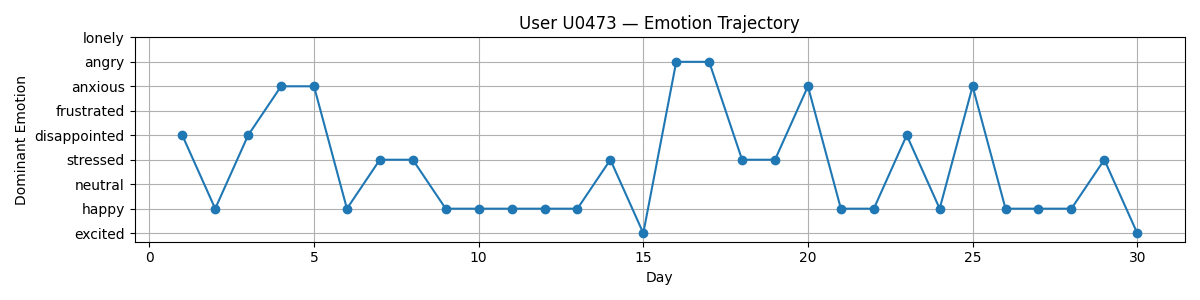 User U0473 — Emotion Trajectory
Dominant Emotion
lonely
angry
anxious
frustrated
disappointed
stressed
neutral
happy
excited
0 5 10 15 20 25 30
Day